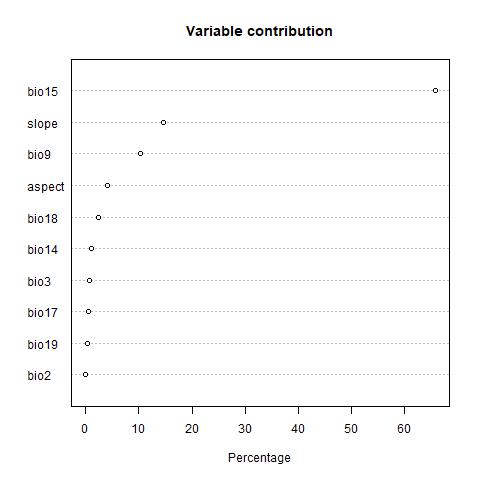 Variable contribution
bio15
slope
bio9
aspect
bio18
bio14
bio3
bio17
bio19
bio2
0 10 20 30 40 50 60
Percentage